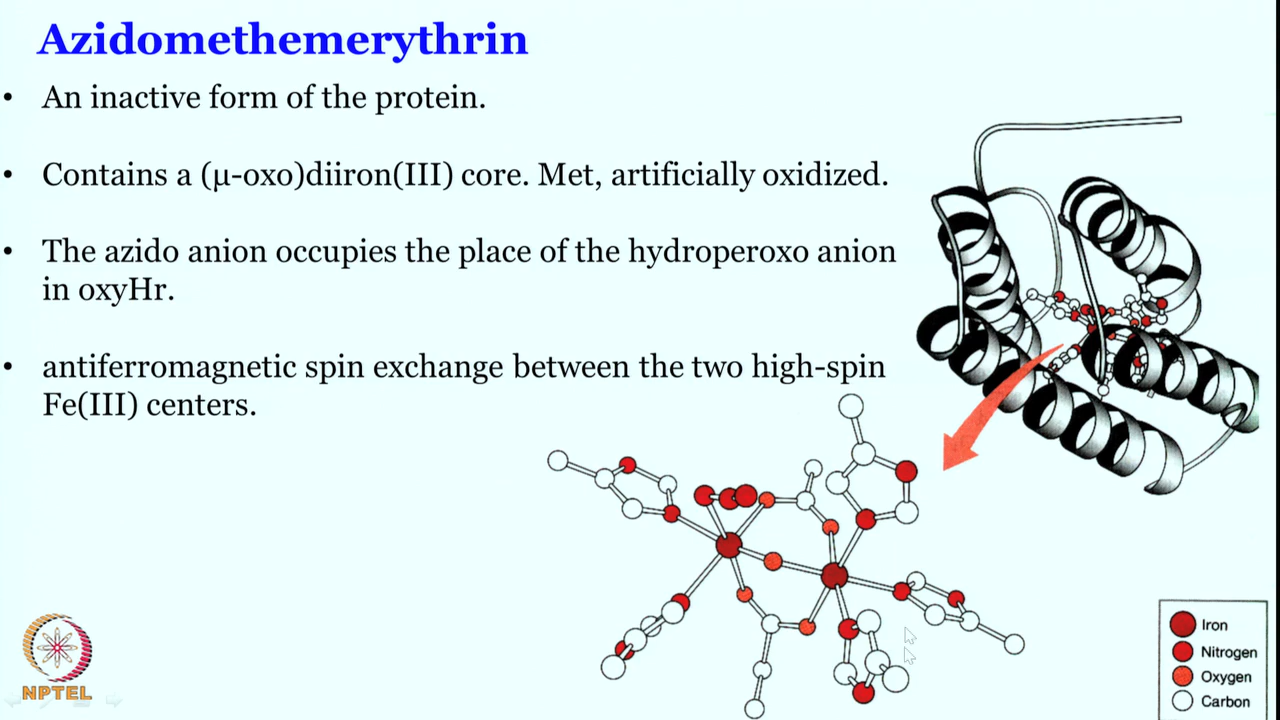 Azidomethemerythrin
• An inactive form of the protein.
• Contains a (μ-oxo)diiron(III) core. Met, artificially oxidized.
• The azido anion occupies the place of the hydroperoxo anion
in oxyHr.
• antiferromagnetic spin exchange between the two high-spin
Fe(III) centers.
Iron
Nitrogen
Oxygen
Carbon
NPTEL